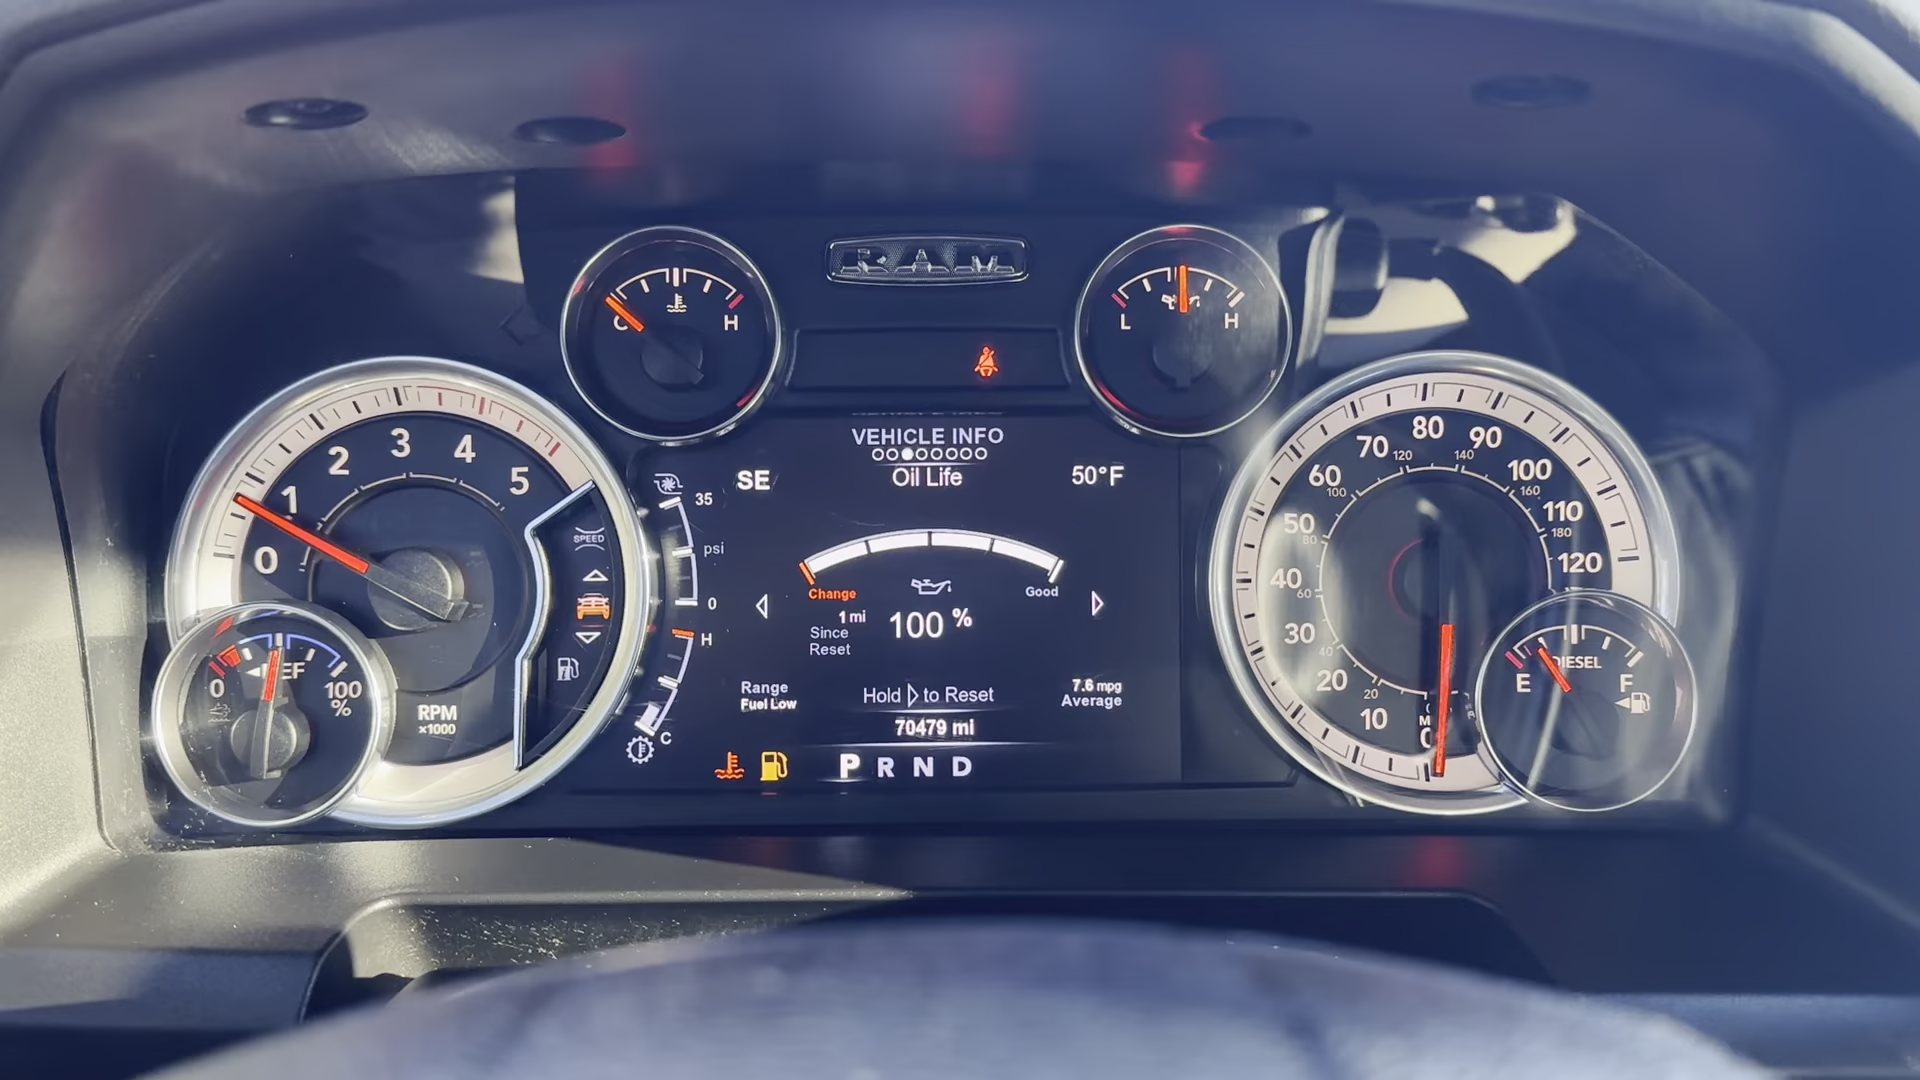 RAM
C H
L H
VEHICLE INFO
Oil Life
SE
50°F
Change
Good
1 mi
Since
Reset
100 %
Range
Fuel Low
Hold ▷ to Reset
7.6 mpg
Average
70479 mi
P R N D
35
psi
0
H
C
0 1 2 3 4 5
RPM
x1000
SPEED
0 DEF 100
%
10 20 30 40 50 60 70 80 90 100 110 120
20 40 60 80 100 120 140 160 180
DIESEL
E F